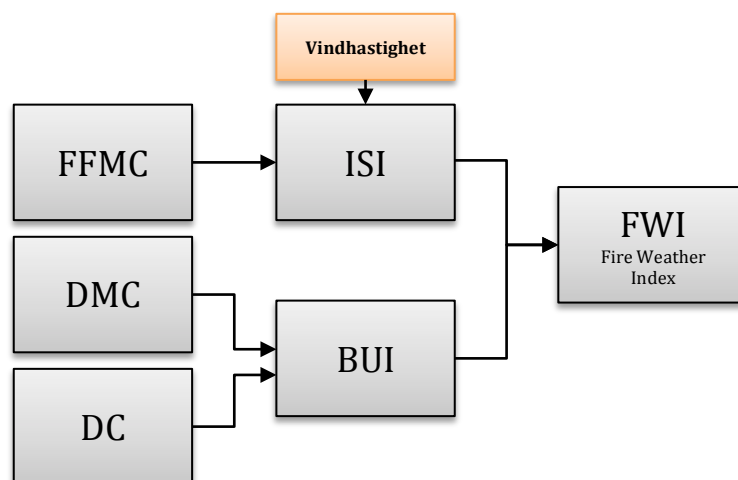 Vindhastighet
FFMC
ISI
FWI
Fire Weather
Index
DMC
BUI
DC